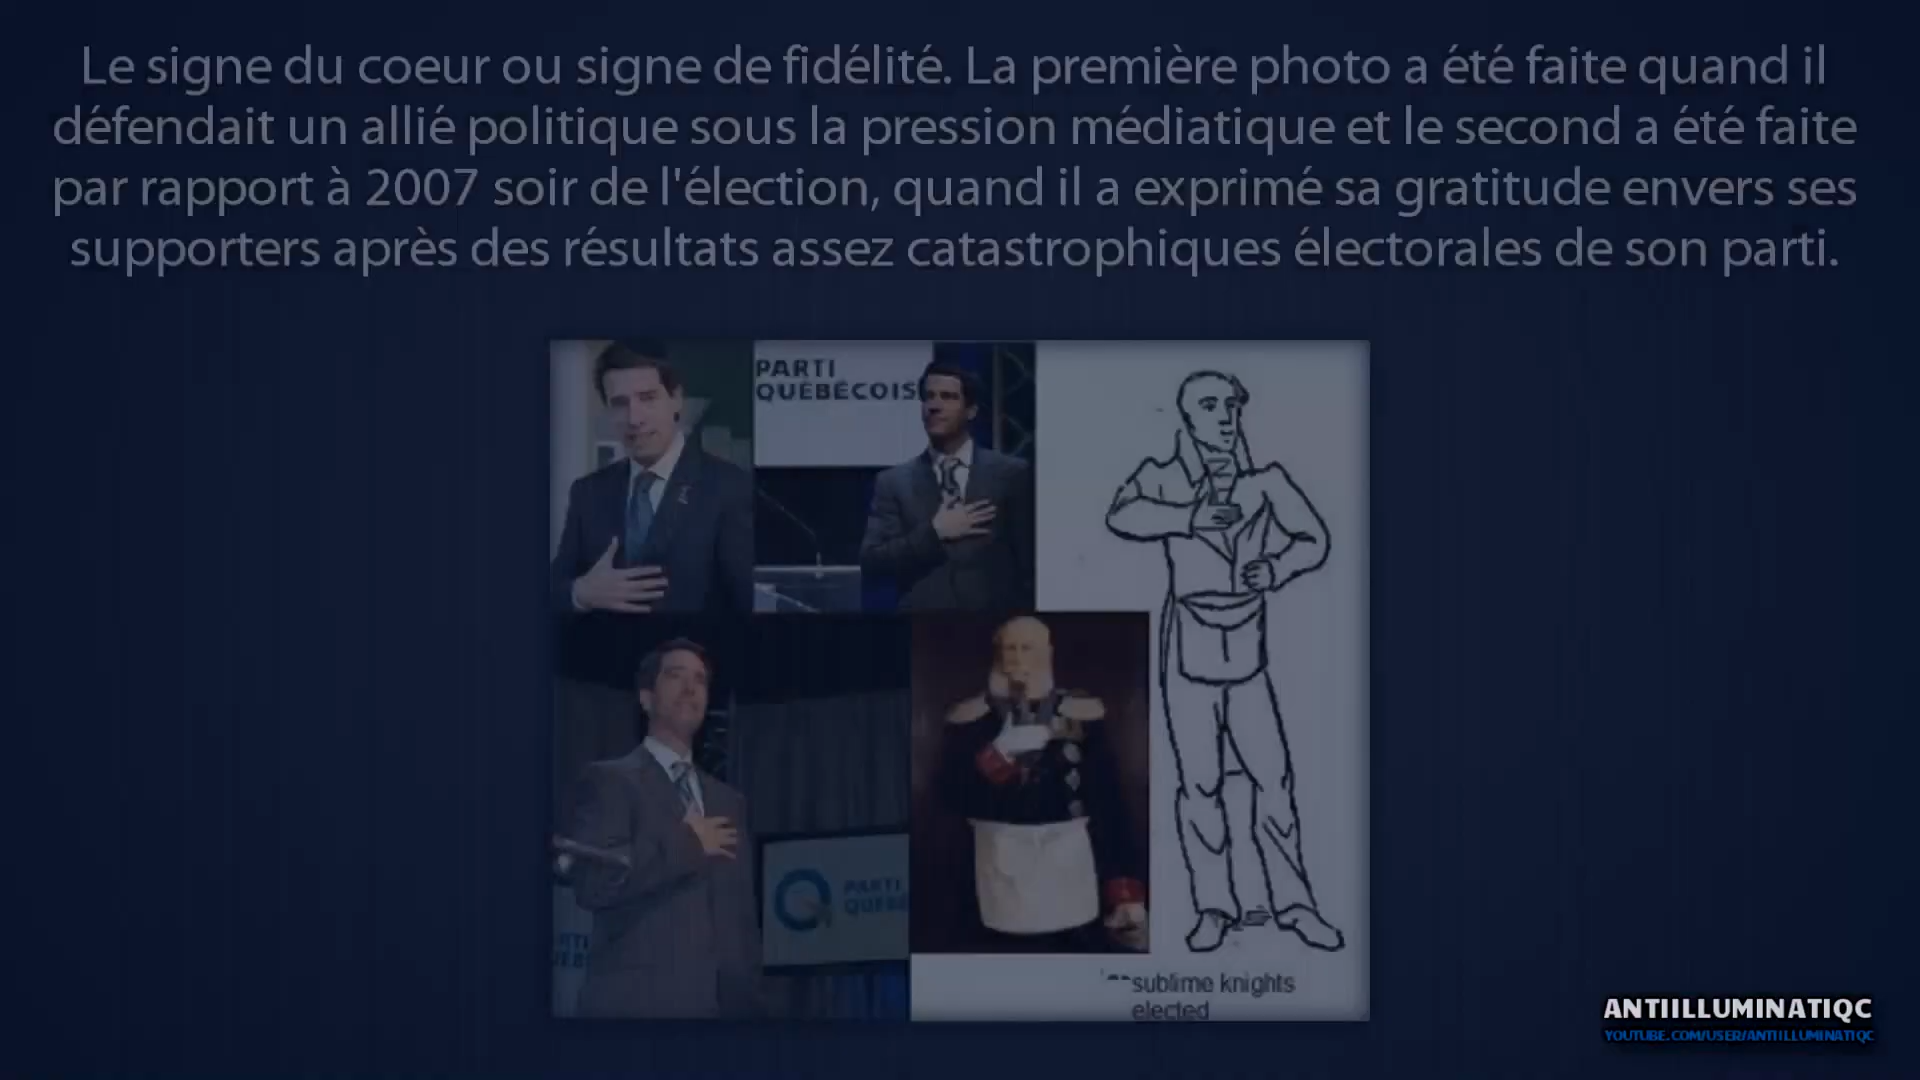 Le signe du coeur ou signe de fidélité. La première photo a été faite quand il
défendait un allié politique sous la pression médiatique et le second a été faite
par rapport à 2007 soir de l'élection, quand il a exprimé sa gratitude envers ses
supporters après des résultats assez catastrophiques électorales de son parti.
PARTI
QUÉBÉCOIS
PARTI
QUÉBÉ
sublime knights
elected
ANTIILLUMINATIQC
YOUTUBE.COM/USER/ANTIILLUMINATIQC